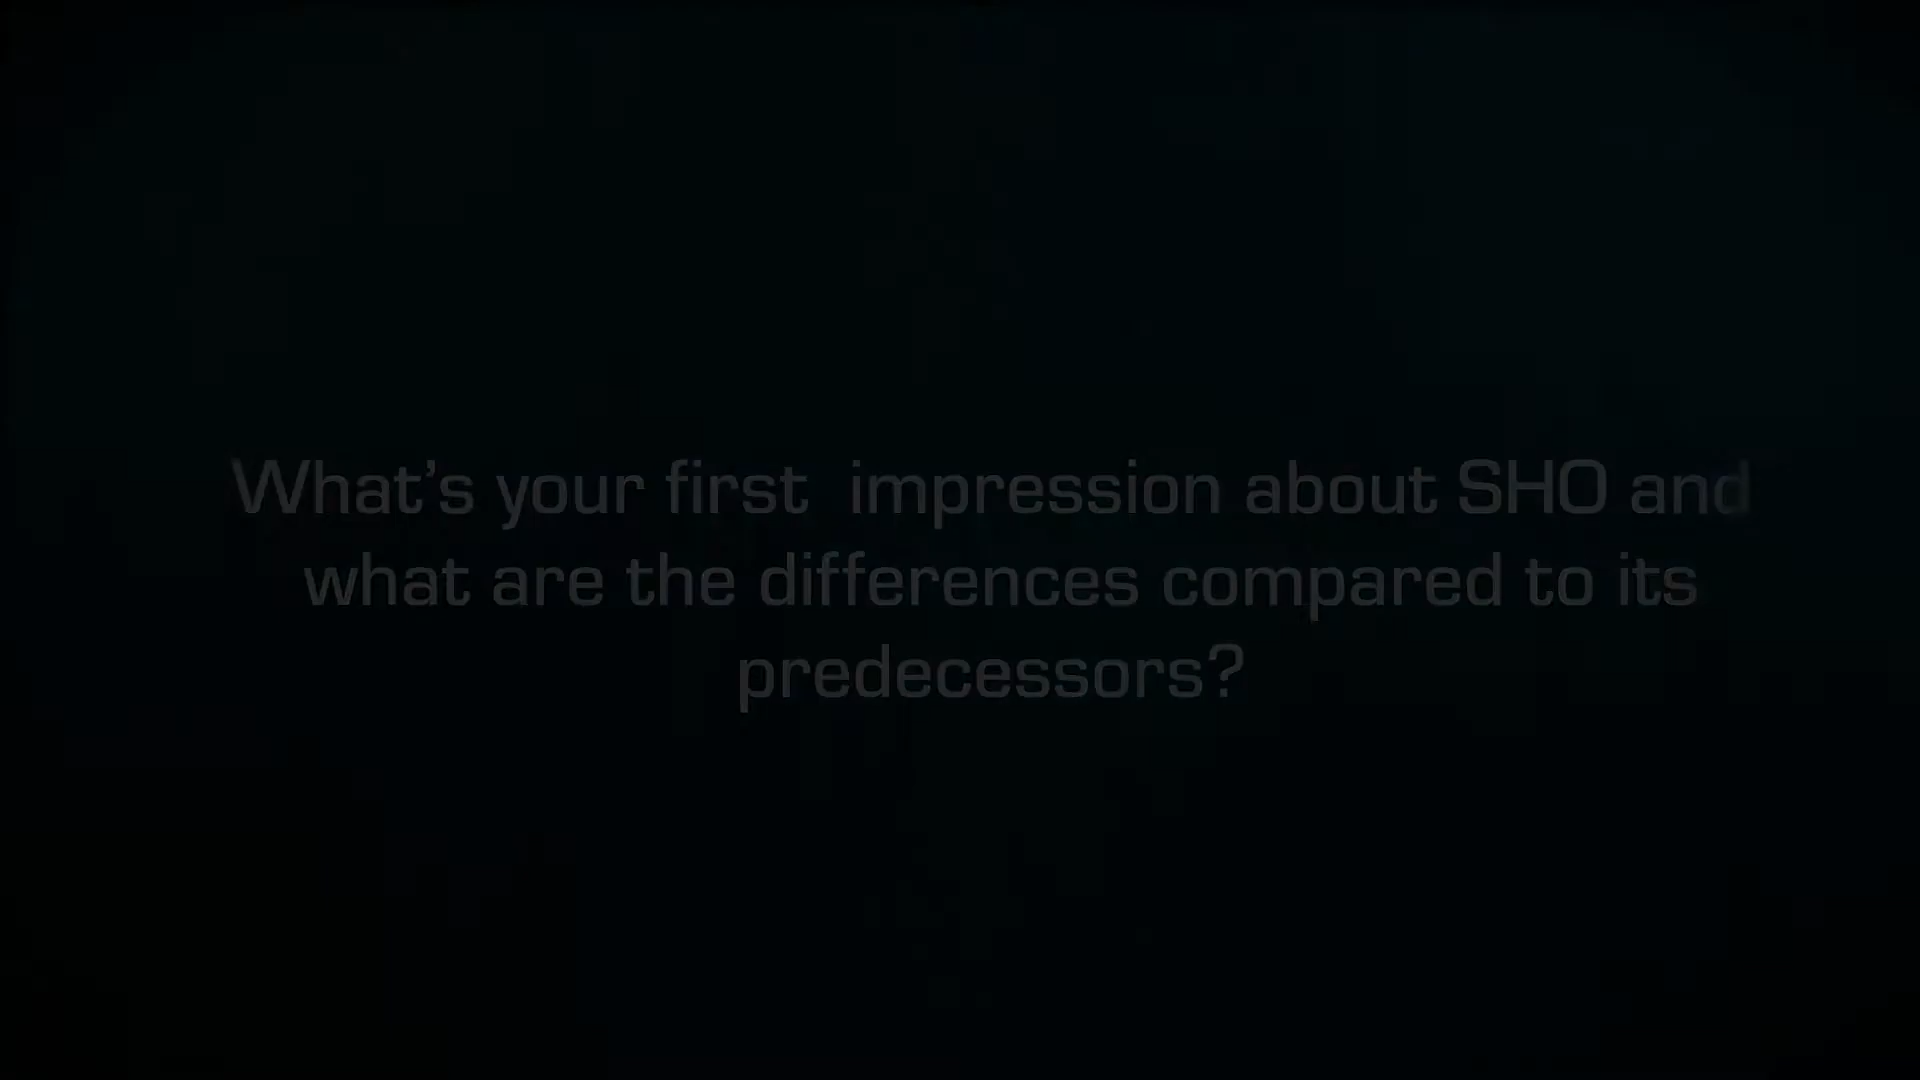 What's your first  impression about SHO and
what are the differences compared to its
predecessors?